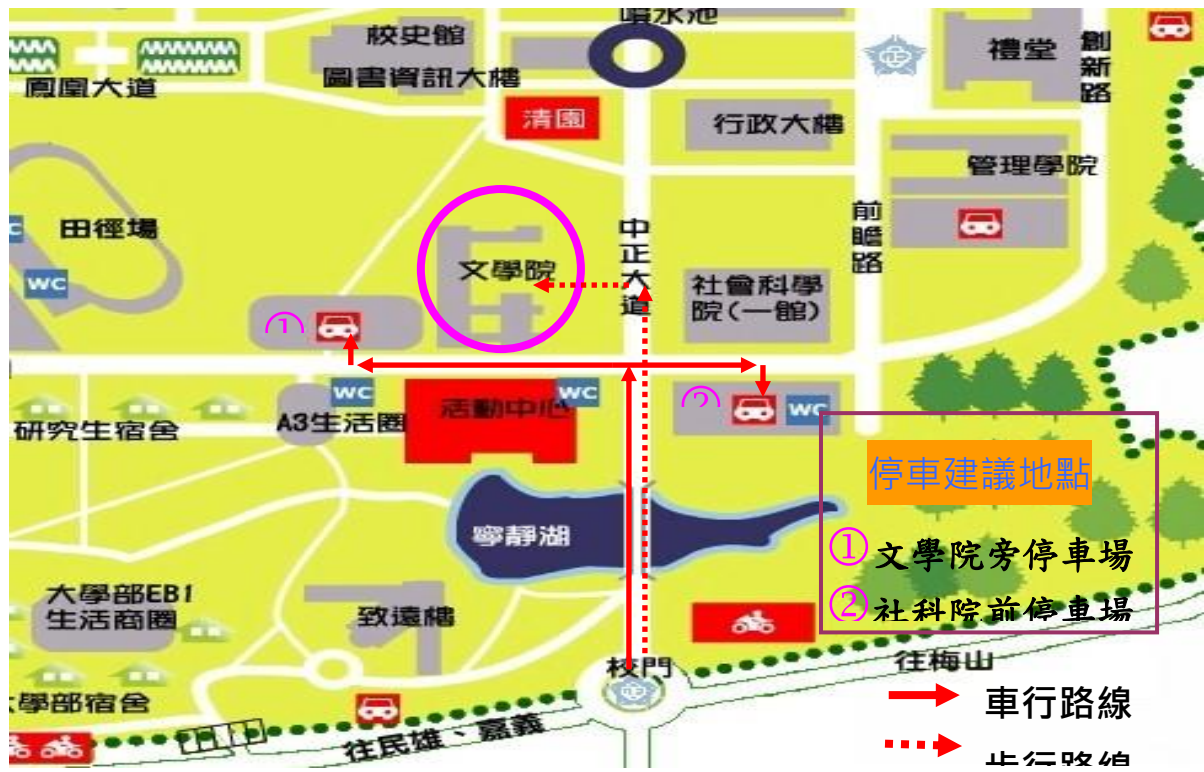 噴水池
校史館
禮堂
創新路
圖書資訊大樓
鳳凰大道
清園
行政大樓
管理學院
田徑場
中正大道
前瞻路
WC
文學院
社會科學
院(一館)
①
WC
WC
活動中心
②
WC
A3生活圈
研究生宿舍
停車建議地點
寧靜湖
①文學院旁停車場
②社科院前停車場
大學部EB1
生活商圈
致遠樓
校門
往梅山
大學部宿舍
車行路線
往民雄、嘉義
步行路線